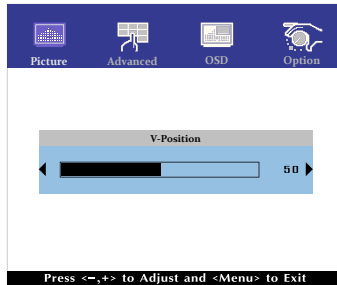 Picture Advanced OSD Option
V-Position
50
Press <-,+> to Adjust and <Menu> to Exit